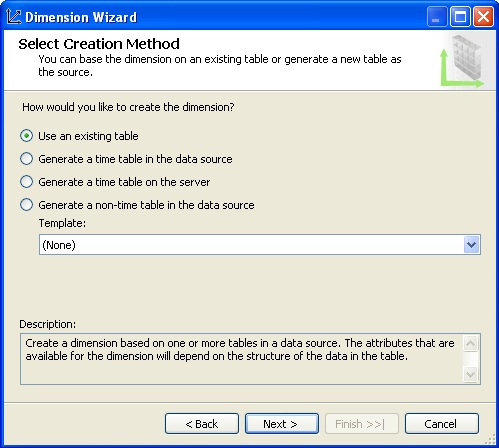 Dimension Wizard
Select Creation Method
You can base the dimension on an existing table or generate a new table as
the source.
How would you like to create the dimension?
Use an existing table
Generate a time table in the data source
Generate a time table on the server
Generate a non-time table in the data source
Template:
(None)
Description:
Create a dimension based on one or more tables in a data source. The attributes that are
available for the dimension will depend on the structure of the data in the table.
< Back
Next >
Finish >>|
Cancel